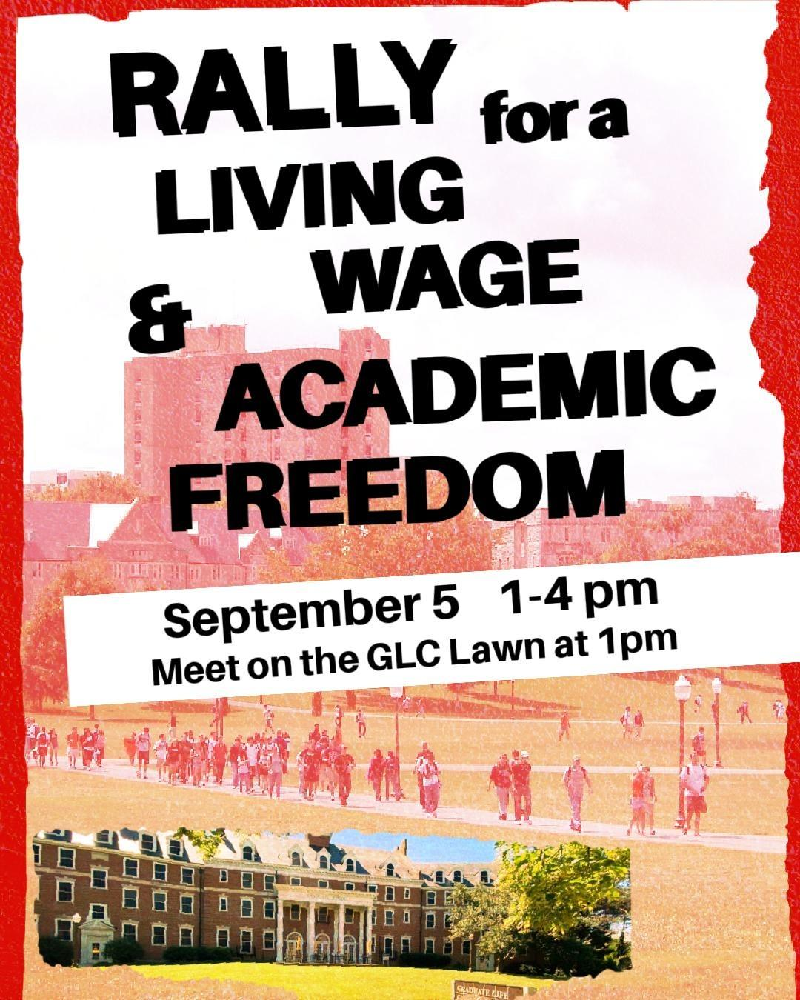 RALLY for a
LIVING
WAGE
&
ACADEMIC
FREEDOM
September 5 1-4 pm
Meet on the GLC Lawn at 1pm
GRADUATE LIFE